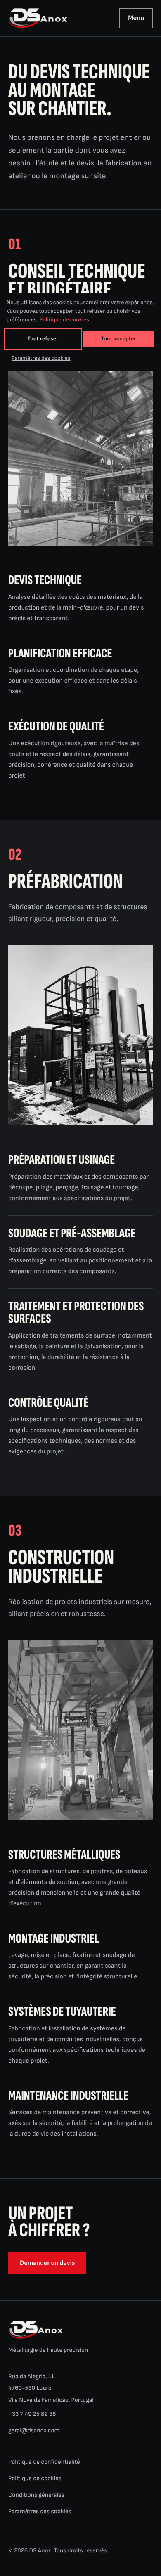 DS Anox
Menu
DU DEVIS TECHNIQUE
AU MONTAGE
SUR CHANTIER.
Nous prenons en charge le projet entier ou
seulement la partie dont vous avez
besoin : l'étude et le devis, la fabrication en
atelier ou le montage sur site.
01
CONSEIL TECHNIQUE
ET BUDGÉTAIRE
Nous utilisons des cookies pour améliorer votre expérience.
Vous pouvez tout accepter, tout refuser ou choisir vos
préférences. Politique de cookies.
Tout refuser
Tout accepter
Paramètres des cookies
DEVIS TECHNIQUE
Analyse détaillée des coûts des matériaux, de la
production et de la main-d'œuvre, pour un devis
précis et transparent.
PLANIFICATION EFFICACE
Organisation et coordination de chaque étape,
pour une exécution efficace et dans les délais
fixés.
EXÉCUTION DE QUALITÉ
Une exécution rigoureuse, avec la maîtrise des
coûts et le respect des délais, garantissant
précision, cohérence et qualité dans chaque
projet.
02
PRÉFABRICATION
Fabrication de composants et de structures
alliant rigueur, précision et qualité.
PRÉPARATION ET USINAGE
Préparation des matériaux et des composants par
découpe, pliage, perçage, fraisage et tournage,
conformément aux spécifications du projet.
SOUDAGE ET PRÉ-ASSEMBLAGE
Réalisation des opérations de soudage et
d'assemblage, en veillant au positionnement et à la
préparation corrects des composants.
TRAITEMENT ET PROTECTION DES
SURFACES
Application de traitements de surface, notamment
le sablage, la peinture et la galvanisation, pour la
protection, la durabilité et la résistance à la
corrosion.
CONTRÔLE QUALITÉ
Une inspection et un contrôle rigoureux tout au
long du processus, garantissant le respect des
spécifications techniques, des normes et des
exigences du projet.
03
CONSTRUCTION
INDUSTRIELLE
Réalisation de projets industriels sur mesure,
alliant précision et robustesse.
STRUCTURES MÉTALLIQUES
Fabrication de structures, de poutres, de poteaux
et d'éléments de soutien, avec une grande
précision dimensionnelle et une grande qualité
d'exécution.
MONTAGE INDUSTRIEL
Levage, mise en place, fixation et soudage de
structures sur chantier, en garantissant la
sécurité, la précision et l'intégrité structurelle.
SYSTÈMES DE TUYAUTERIE
Fabrication et installation de systèmes de
tuyauterie et de conduites industrielles, conçus
conformément aux spécifications techniques de
chaque projet.
MAINTENANCE INDUSTRIELLE
Services de maintenance préventive et corrective,
axés sur la sécurité, la fiabilité et la prolongation de
la durée de vie des installations.
UN PROJET
À CHIFFRER ?
Demander un devis
DS Anox
Métallurgie de haute précision
Rua da Alegria, 11
4760-530 Louro
Vila Nova de Famalicão, Portugal
+33 7 49 25 82 38
geral@dsanox.com
Politique de confidentialité
Politique de cookies
Conditions générales
Paramètres des cookies
© 2026 DS Anox. Tous droits réservés.